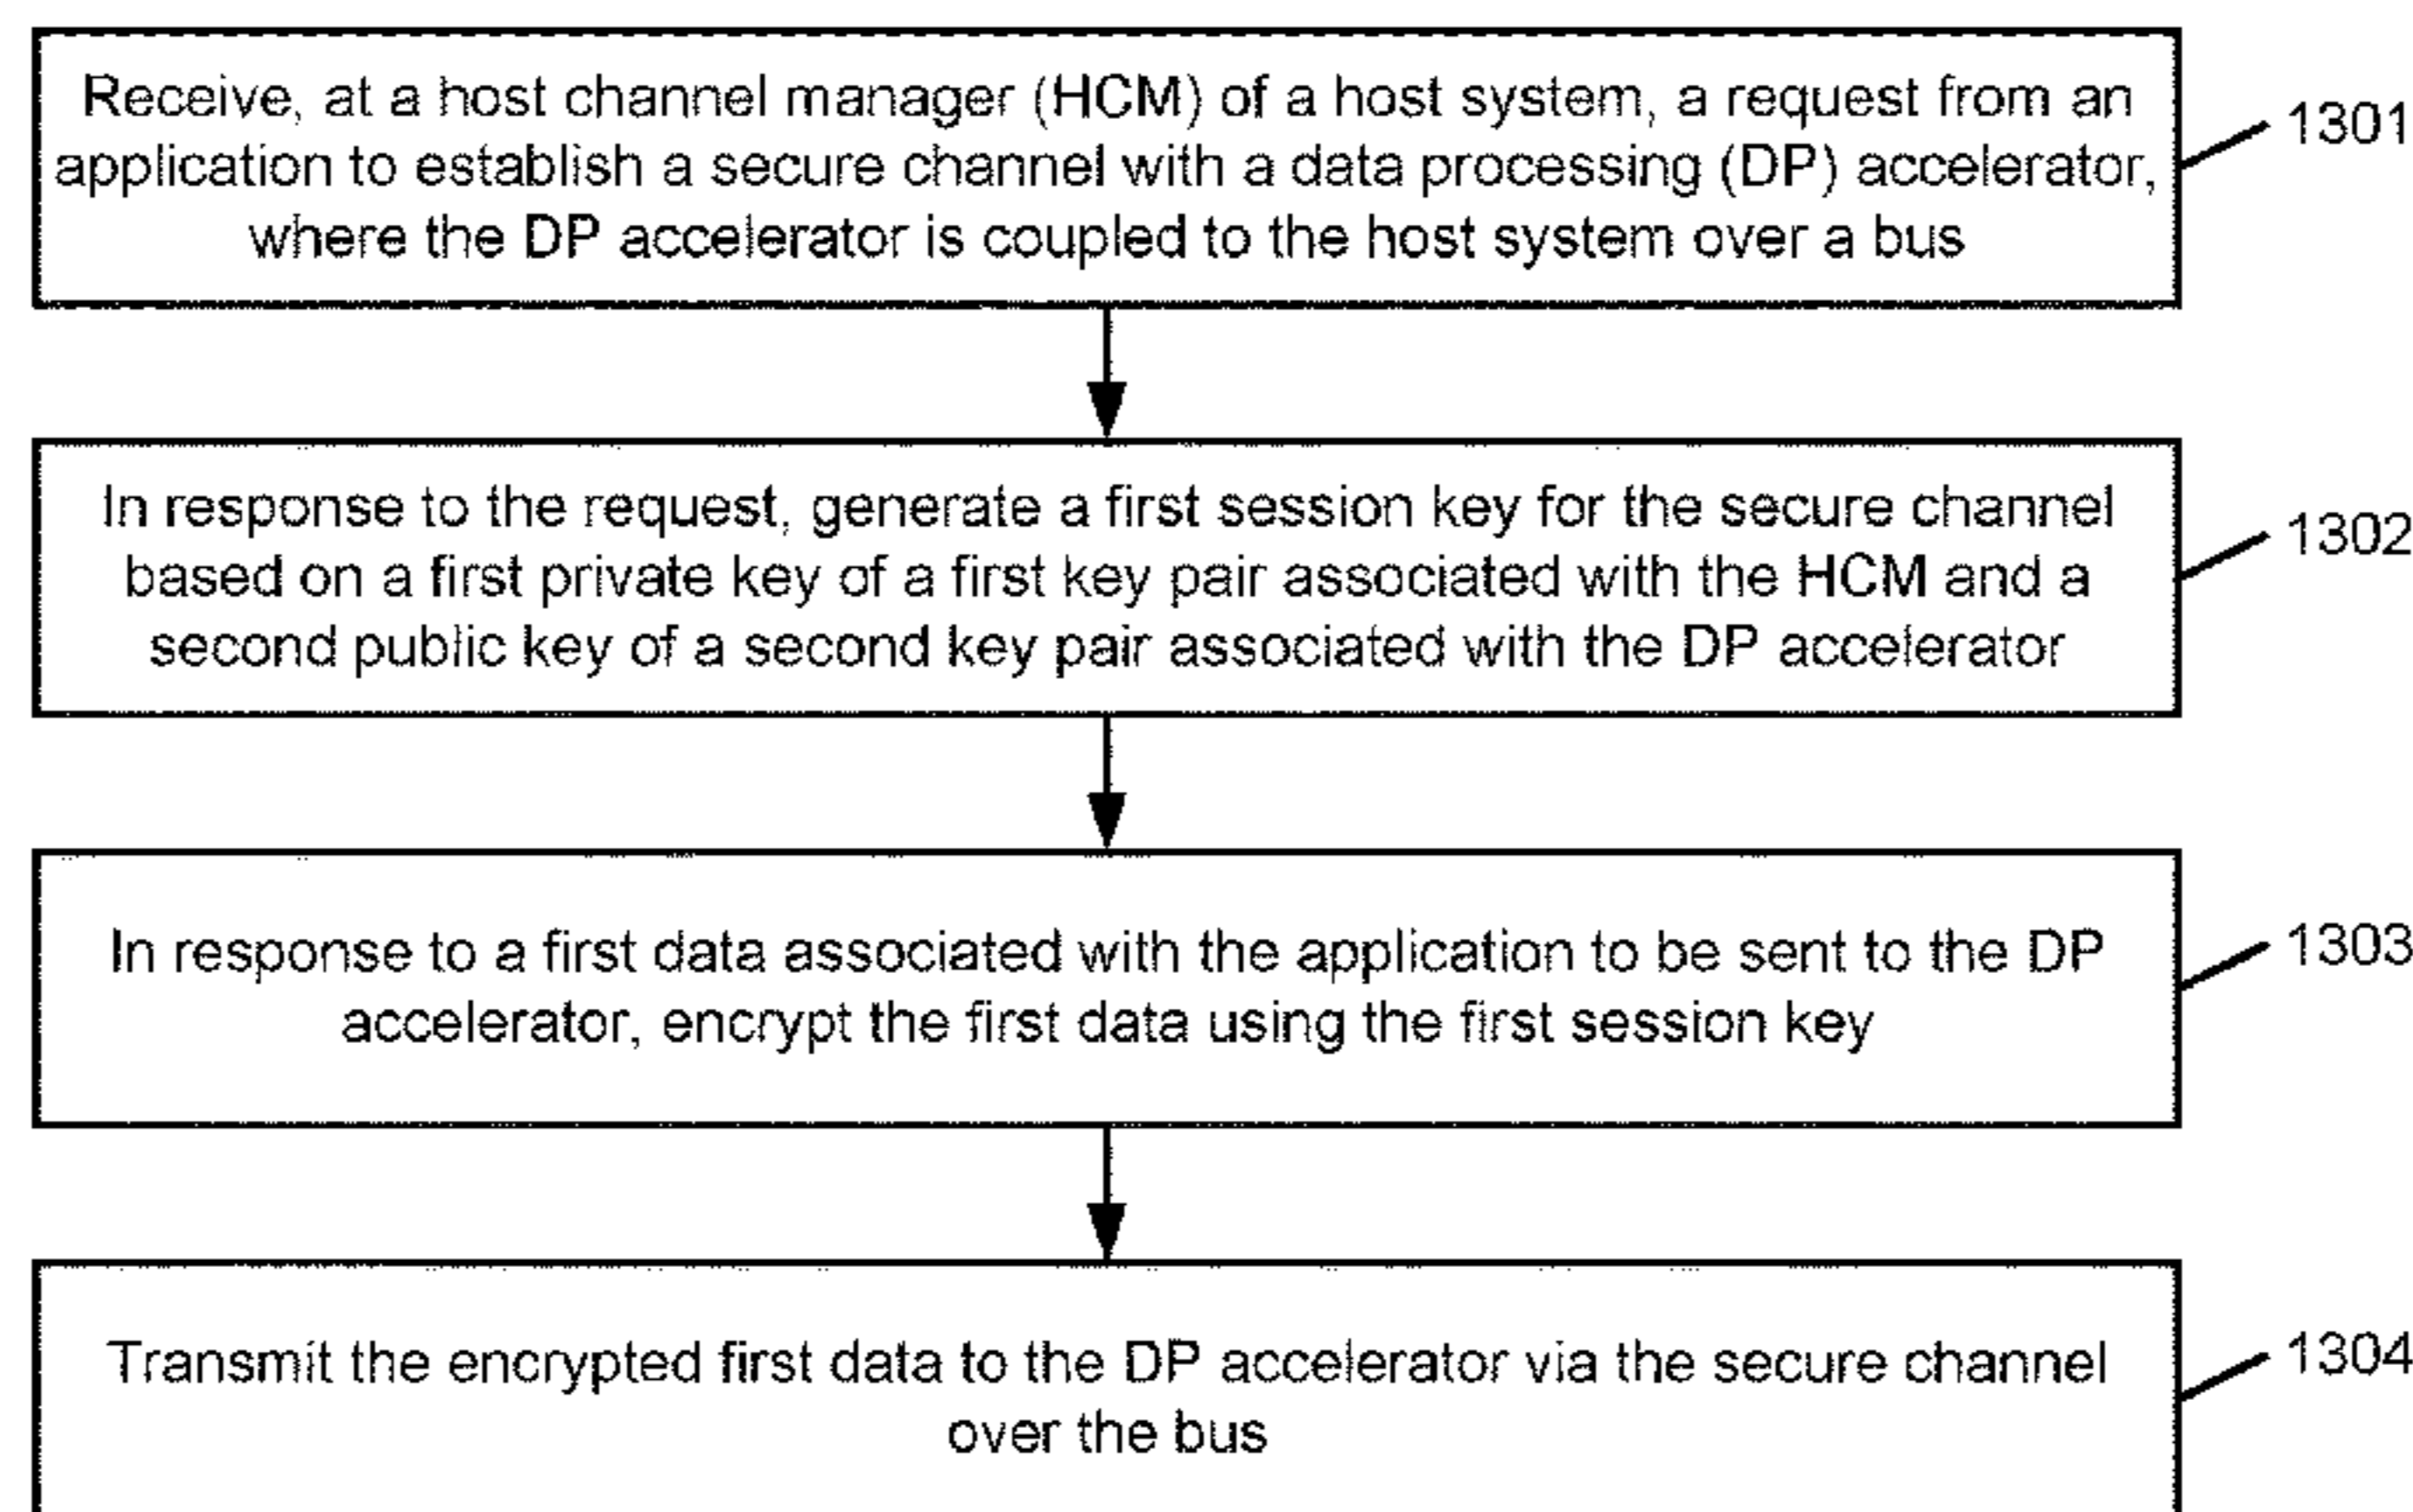 Receive, at a host channel manager (HCM) of a host system, a request from an
application to establish a secure channel with a data processing (DP) accelerator,
where the DP accelerator is coupled to the host system over a bus
1301
In response to the request, generate a first session key for the secure channel
based on a first private key of a first key pair associated with the HCM and a
second public key of a second key pair associated with the DP accelerator
1302
In response to a first data associated with the application to be sent to the DP
accelerator, encrypt the first data using the first session key
1303
Transmit the encrypted first data to the DP accelerator via the secure channel
over the bus
1304